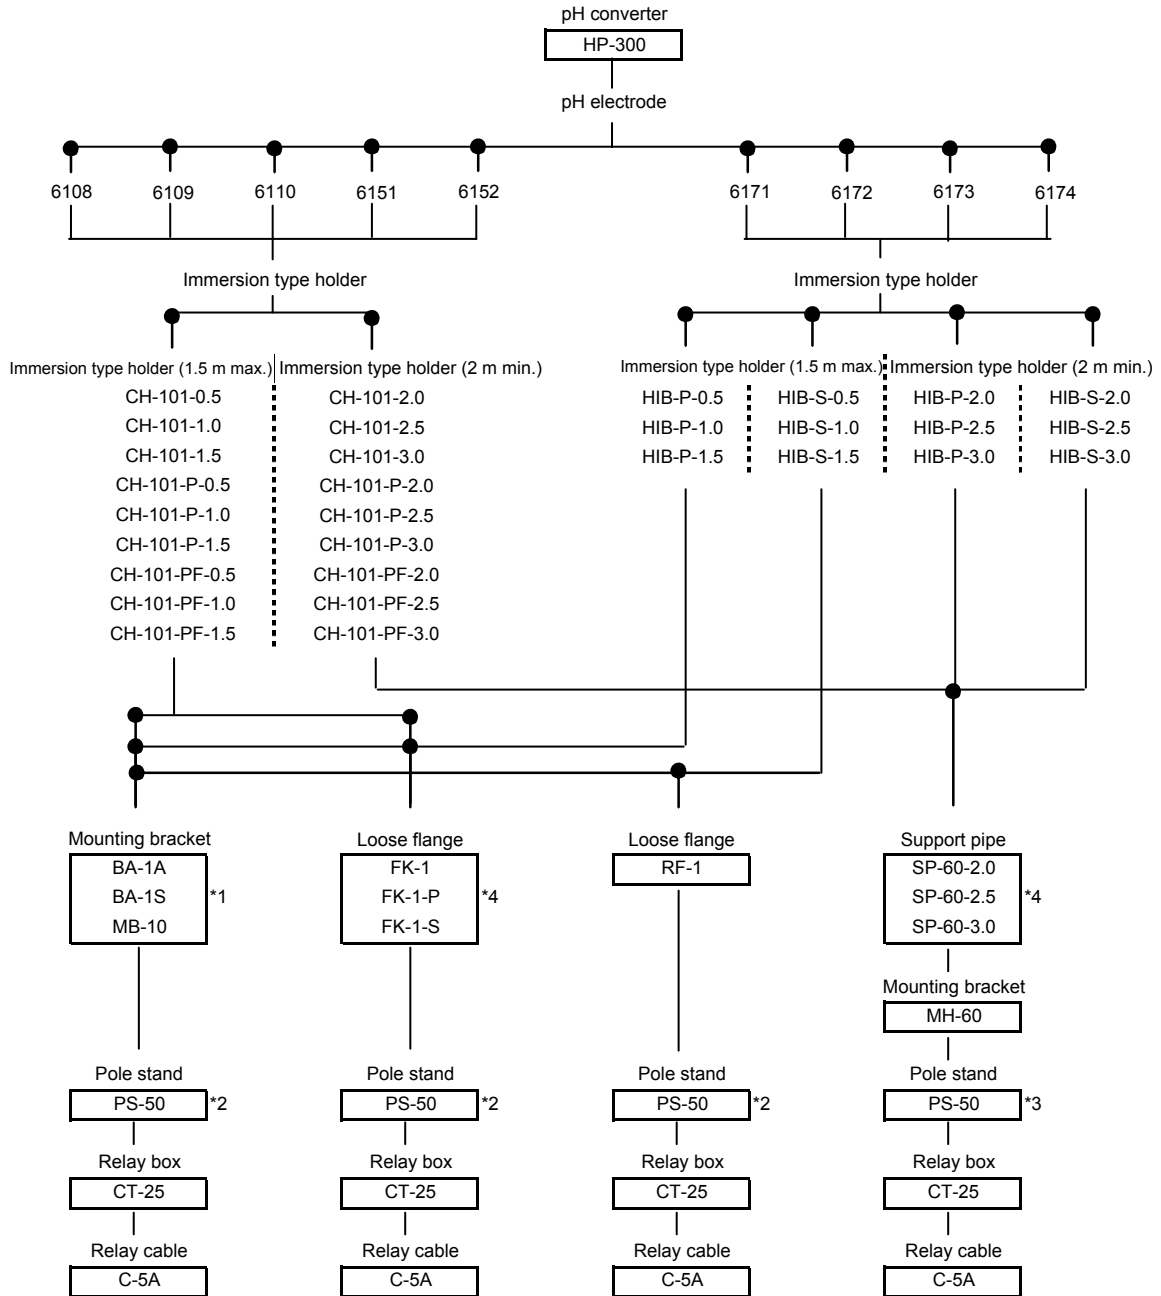 pH converter
HP-300
pH electrode
6108 6109 6110 6151 6152 6171 6172 6173 6174
Immersion type holder Immersion type holder
Immersion type holder (1.5 m max.) Immersion type holder (2 m min.) Immersion type holder (1.5 m max.) Immersion type holder (2 m min.)
CH-101-0.5 CH-101-2.0 HIB-P-0.5 HIB-S-0.5 HIB-P-2.0 HIB-S-2.0
CH-101-1.0 CH-101-2.5 HIB-P-1.0 HIB-S-1.0 HIB-P-2.5 HIB-S-2.5
CH-101-1.5 CH-101-3.0 HIB-P-1.5 HIB-S-1.5 HIB-P-3.0 HIB-S-3.0
CH-101-P-0.5 CH-101-P-2.0
CH-101-P-1.0 CH-101-P-2.5
CH-101-P-1.5 CH-101-P-3.0
CH-101-PF-0.5 CH-101-PF-2.0
CH-101-PF-1.0 CH-101-PF-2.5
CH-101-PF-1.5 CH-101-PF-3.0
Mounting bracket Loose flange Loose flange Support pipe
BA-1A FK-1 RF-1 SP-60-2.0
BA-1S *1 FK-1-P *4 SP-60-2.5 *4
MB-10 FK-1-S SP-60-3.0
Mounting bracket
MH-60
Pole stand Pole stand Pole stand Pole stand
PS-50 *2 PS-50 *2 PS-50 *2 PS-50 *3
Relay box Relay box Relay box Relay box
CT-25 CT-25 CT-25 CT-25
Relay cable Relay cable Relay cable Relay cable
C-5A C-5A C-5A C-5A